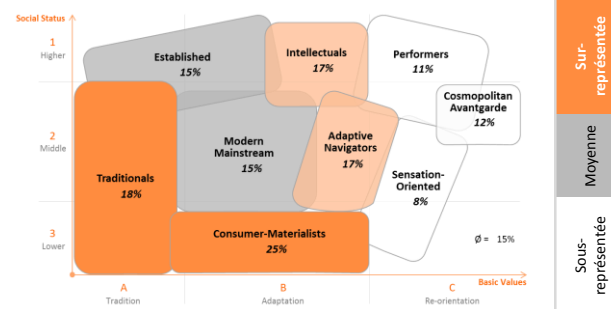 Social Status
1
Higher
Established
15%
Intellectuals
17%
Performers
11%
Cosmopolitan
Avantgarde
12%
2
Middle
Traditionals
18%
Modern
Mainstream
15%
Adaptive
Navigators
17%
Sensation-
Oriented
8%
3
Lower
Consumer-Materialists
25%
Ø = 15%
Basic Values
A
Tradition
B
Adaptation
C
Re-orientation
Sur-
représentée
Moyenne
Sous-
représentée